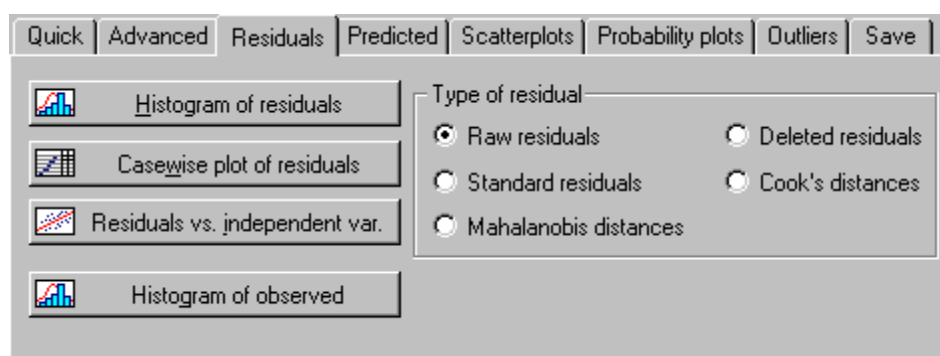 Quick Advanced Residuals Predicted Scatterplots Probability plots Outliers Save
Histogram of residuals
Casewise plot of residuals
Residuals vs. independent var.
Histogram of observed
Type of residual
Raw residuals Deleted residuals
Standard residuals Cook's distances
Mahalanobis distances